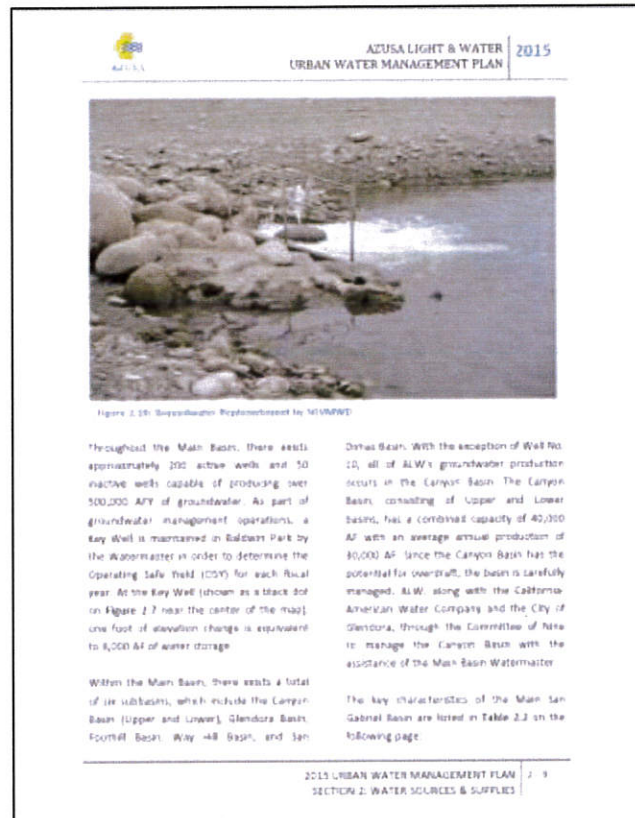 AZUSA
AZUSA LIGHT & WATER
URBAN WATER MANAGEMENT PLAN
2015
Figure 2.10: Groundwater Replenishment by
Throughout the Main Basin, there exists
approximately 200 active wells and 50
inactive wells capable of producing over
500,000 AFY of groundwater. As part of
groundwater management operations, a
Key Well is maintained in Baldwin Park by
the Watermaster in order to determine the
Operating Safe Yield (OSY) for each fiscal
year. At the Key Well (shown as a black dot
on Figure 2.7 near the center of the map),
one foot of elevation change is equivalent
to 8,000 AF of water storage.
Within the Main Basin, there exists a total
of six subbasins, which include the Canyon
Basin (Upper and Lower), Glendora Basin,
Foothill Basin, Way Hill Basin, and San
Dimas Basin. With the exception of Well No.
10, all of ALW's groundwater production
occurs in the Canyon Basin. The Canyon
Basin, consisting of Upper and Lower
Basins, has a combined capacity of 40,000
AF with an average annual production of
30,000 AF. Since the Canyon Basin has the
potential for overdraft, the basin is carefully
managed. ALW, along with the California-
American Water Company and the City of
Glendora, through the Committee of Nine
to manage the Canyon Basin with the
assistance of the Main Basin Watermaster.
The key characteristics of the Main San
Gabriel Basin are listed in Table 2.2 on the
following page:
2015 URBAN WATER MANAGEMENT PLAN
2 - 9
SECTION 2: WATER SOURCES & SUPPLIES